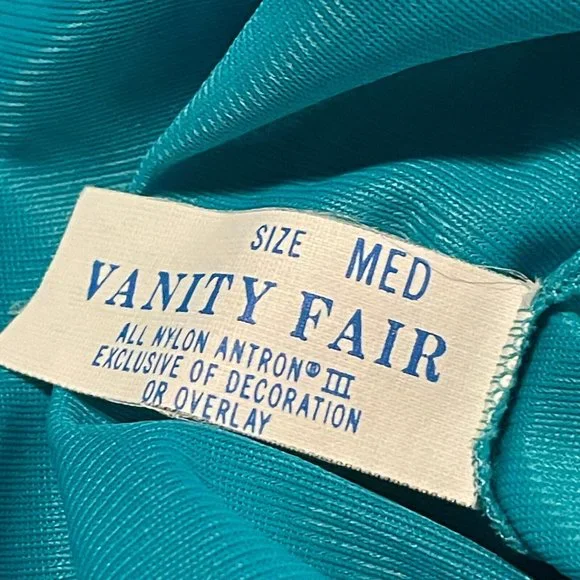 SIZE MED
VANITY FAIR
ALL NYLON ANTRON® III
EXCLUSIVE OF DECORATION
OR OVERLAY